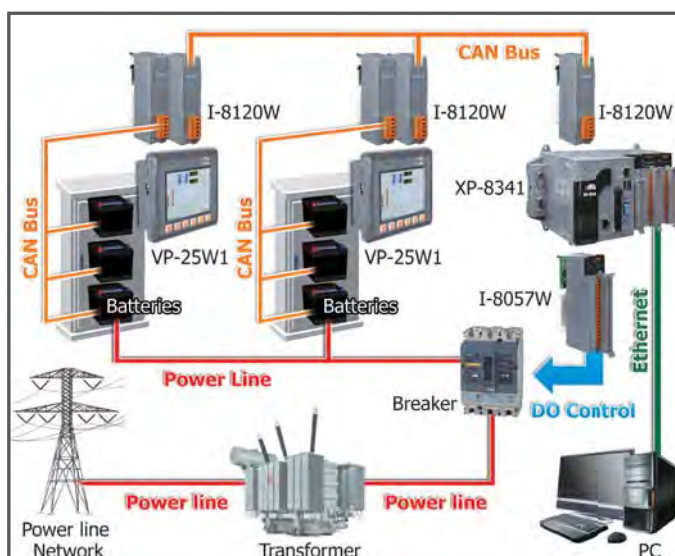 CAN Bus
I-8120W
I-8120W
I-8120W
XP-8341
CAN Bus
VP-25W1
CAN Bus
VP-25W1
Batteries
Batteries
I-8057W
Ethernet
Power Line
Breaker
DO Control
Power line
Power line
Power line
Network
Transformer
PC